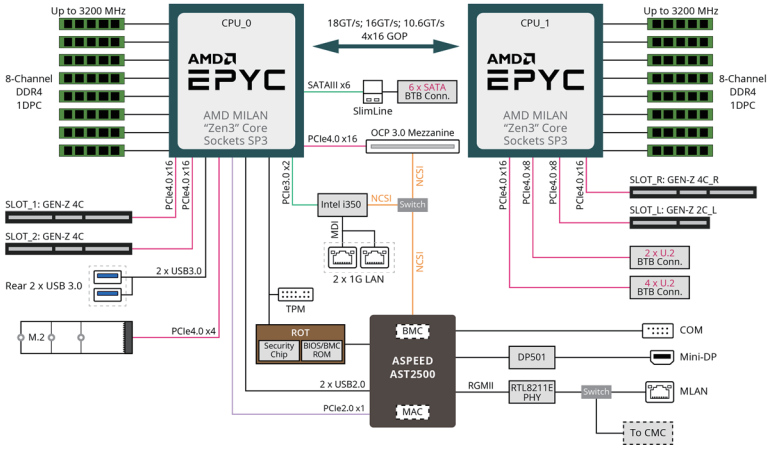 Up to 3200 MHz
CPU_0
18GT/s; 16GT/s; 10.6GT/s
4x16 GOP
CPU_1
Up to 3200 MHz
8-Channel
DDR4
1DPC
AMD
EPYC
AMD MILAN
“Zen3” Core
Sockets SP3
SATAIII x6
SlimLine
6 x SATA
BTB Conn.
AMD
EPYC
AMD MILAN
“Zen3” Core
Sockets SP3
8-Channel
DDR4
1DPC
PCIe4.0 x16
OCP 3.0 Mezzanine
PCIe4.0 x16
PCIe4.0 x16
PCIe3.0 x2
NCSI
PCIe4.0 x16
PCIe4.0 x8
PCIe4.0 x8
PCIe4.0 x16
SLOT_R: GEN-Z 4C_R
SLOT_1: GEN-Z 4C
Intel i350
NCSI
Switch
SLOT_L: GEN-Z 2C_L
SLOT_2: GEN-Z 4C
MDI
2 x 1G LAN
NCSI
2 x U.2
BTB Conn.
2 x USB3.0
Rear 2 x USB 3.0
4 x U.2
BTB Conn.
TPM
M.2
PCIe4.0 x4
ROT
Security
Chip
BIOS/BMC
ROM
BMC
ASPEED
AST2500
MAC
COM
DP501
Mini-DP
2 x USB2.0
RGMII
RTL8211E
PHY
Switch
MLAN
PCIe2.0 x1
To CMC